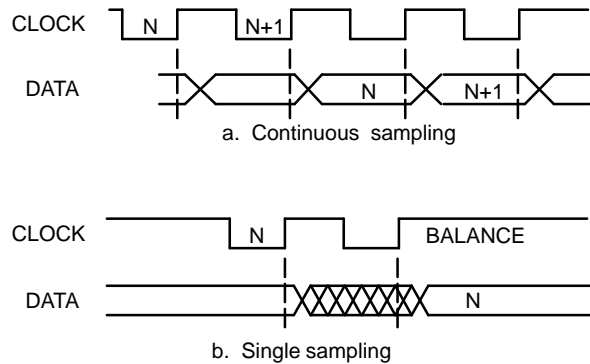 CLOCK N N+1
DATA N N+1
a. Continuous sampling
CLOCK N BALANCE
DATA N
b. Single sampling